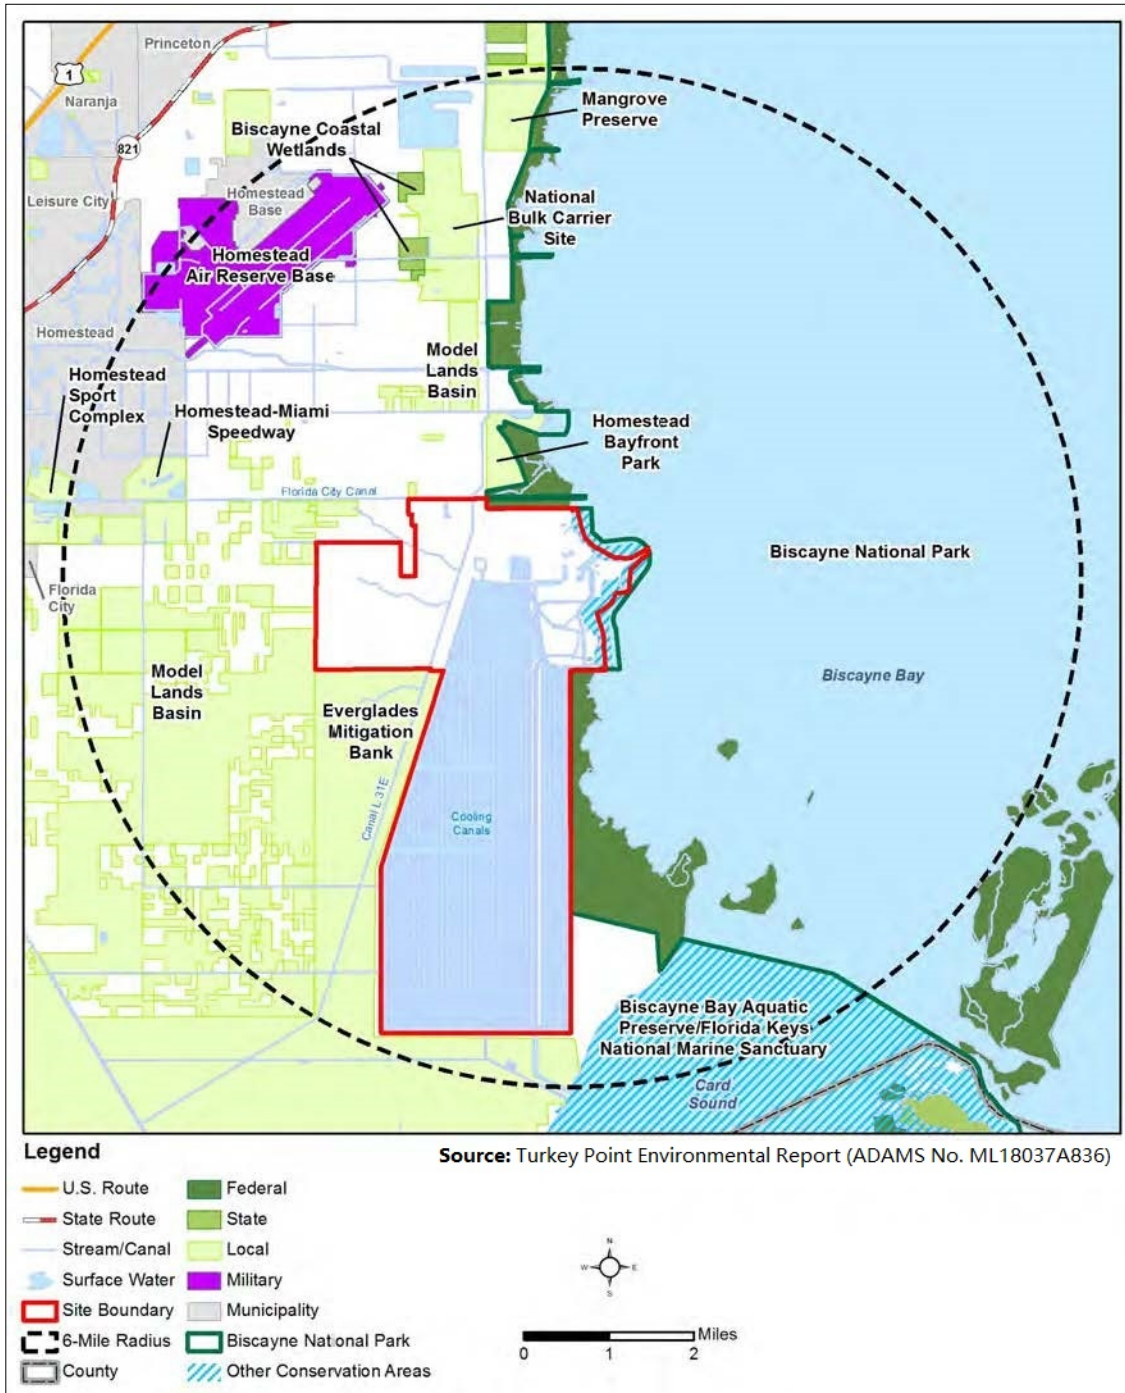 Princeton
1
Naranja
Mangrove
Preserve
Biscayne Coastal
Wetlands
821
Homestead
Base
Leisure City
National
Bulk Carrier
Site
Homestead
Air Reserve Base
Homestead
Model
Lands
Basin
Homestead
Sport
Complex
Homestead-Miami
Speedway
Homestead
Bayfront
Park
Florida City Canal
Biscayne National Park
Florida
City
Model
Lands
Basin
Biscayne Bay
Everglades
Mitigation
Bank
Canal L 31E
Cooling
Canals
Biscayne Bay Aquatic
Preserve/Florida Keys
National Marine Sanctuary
Card
Sound
Legend
Source: Turkey Point Environmental Report (ADAMS No. ML18037A836)
U.S. Route
Federal
State Route
State
Stream/Canal
Local
Surface Water
Military
Site Boundary
Municipality
6-Mile Radius
Biscayne National Park
County
Other Conservation Areas
N
W E
S
Miles
0 1 2